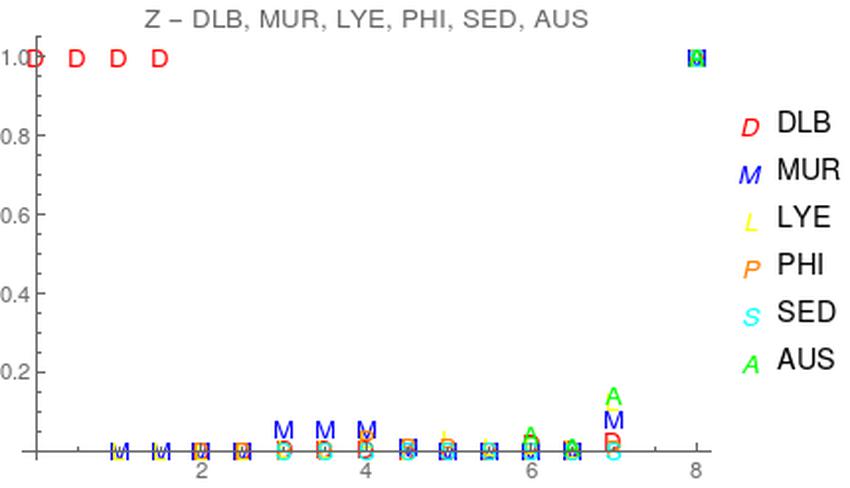 Z – DLB, MUR, LYE, PHI, SED, AUS
1.0 D D D D
0.8
0.6
0.4
0.2
A
M M M M
2 4 6 8
D DLB
M MUR
L LYE
P PHI
S SED
A AUS